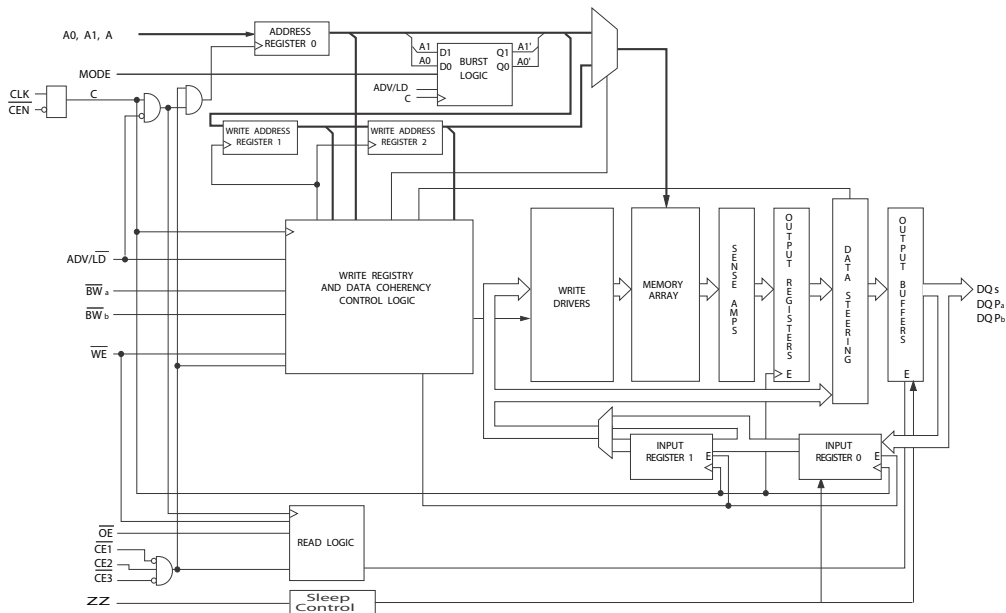 A0, A1, A
ADDRESS
REGISTER 0
A1
A0
D1
D0
BURST
LOGIC
Q1
Q0
A1'
A0'
MODE
ADV/LD
C
CLK
CEN
C
WRITE ADDRESS
REGISTER 1
WRITE ADDRESS
REGISTER 2
ADV/LD
BW a
BW b
WE
WRITE REGISTRY
AND DATA COHERENCY
CONTROL LOGIC
WRITE
DRIVERS
MEMORY
ARRAY
SENSE AMPS
OUTPUT REGISTERS
E
DATA STEERING
OUTPUT BUFFERS
E
DQ s
DQ Pa
DQ Pb
INPUT
REGISTER 1
E
INPUT
REGISTER 0
E
OE
CE1
CE2
CE3
READ LOGIC
ZZ
Sleep
Control